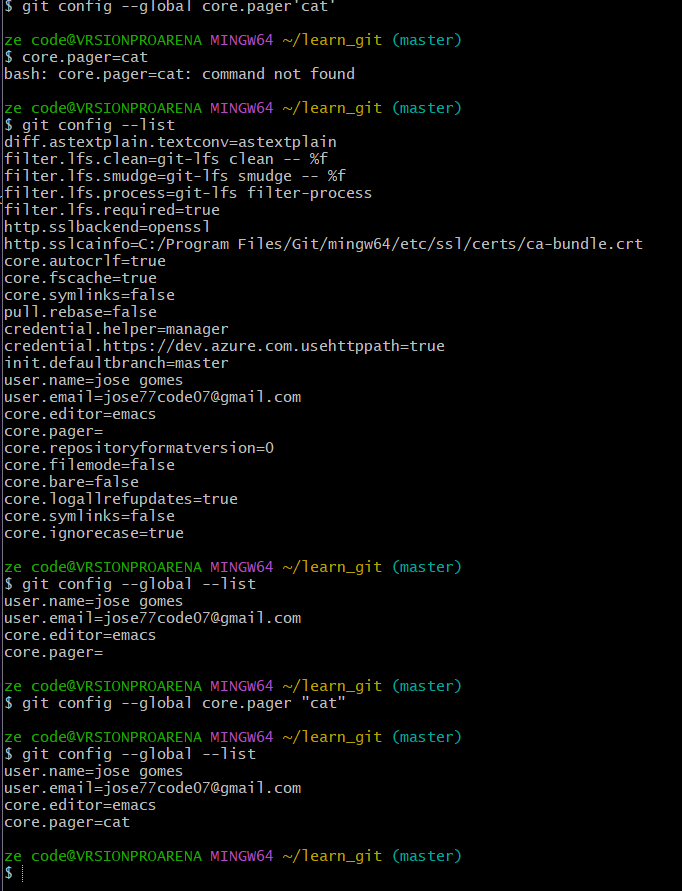 $ git config --global core.pager'cat'
ze code@VRSIONPROARENA MINGW64 ~/learn_git (master)
$ core.pager=cat
bash: core.pager=cat: command not found
ze code@VRSIONPROARENA MINGW64 ~/learn_git (master)
$ git config --list
diff.astextplain.textconv=astextplain
filter.lfs.clean=git-lfs clean -- %f
filter.lfs.smudge=git-lfs smudge -- %f
filter.lfs.process=git-lfs filter-process
filter.lfs.required=true
http.sslbackend=openssl
http.sslcainfo=C:/Program Files/Git/mingw64/etc/ssl/certs/ca-bundle.crt
core.autocrlf=true
core.fscache=true
core.symlinks=false
pull.rebase=false
credential.helper=manager
credential.https://dev.azure.com.usehttppath=true
init.defaultbranch=master
user.name=jose gomes
user.email=jose77code07@gmail.com
core.editor=emacs
core.pager=
core.repositoryformatversion=0
core.filemode=false
core.bare=false
core.logallrefupdates=true
core.symlinks=false
core.ignorecase=true
ze code@VRSIONPROARENA MINGW64 ~/learn_git (master)
$ git config --global --list
user.name=jose gomes
user.email=jose77code07@gmail.com
core.editor=emacs
core.pager=
ze code@VRSIONPROARENA MINGW64 ~/learn_git (master)
$ git config --global core.pager "cat"
ze code@VRSIONPROARENA MINGW64 ~/learn_git (master)
$ git config --global --list
user.name=jose gomes
user.email=jose77code07@gmail.com
core.editor=emacs
core.pager=cat
ze code@VRSIONPROARENA MINGW64 ~/learn_git (master)
$